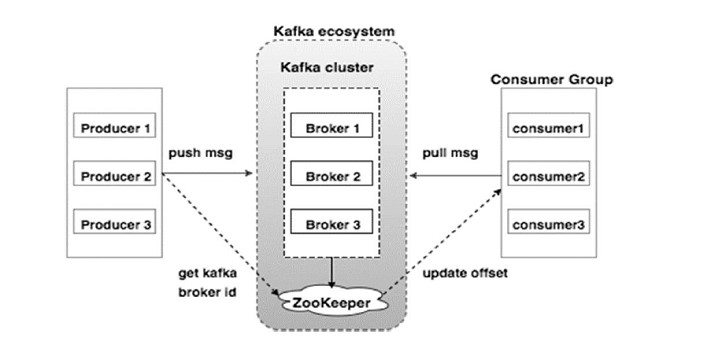 Kafka ecosystem
Kafka cluster
Consumer Group
Producer 1
Producer 2
Producer 3
push msg
Broker 1
Broker 2
Broker 3
pull msg
consumer1
consumer2
consumer3
get kafka
broker id
ZooKeeper
update offset